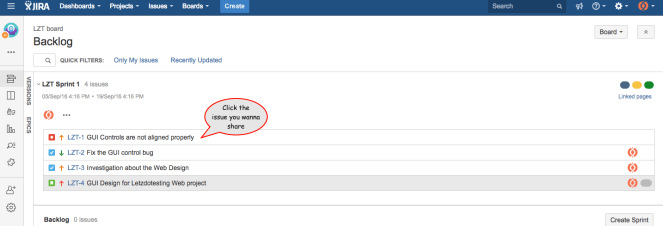 JIRA Dashboards Projects Issues Boards Create Search
LZT board
Backlog
Board
QUICK FILTERS: Only My Issues Recently Updated
VERSIONS
EPICS
LZT Sprint 1 4 issues
05/Sep/16 4:16 PM • 19/Sep/16 4:16 PM
Linked pages
Click the
issue you wanna
share
LZT-1 GUI Controls are not aligned properly
LZT-2 Fix the GUI control bug
LZT-3 Investigation about the Web Design
LZT-4 GUI Design for Letzdotesting Web project
Backlog 0 issues
Create Sprint